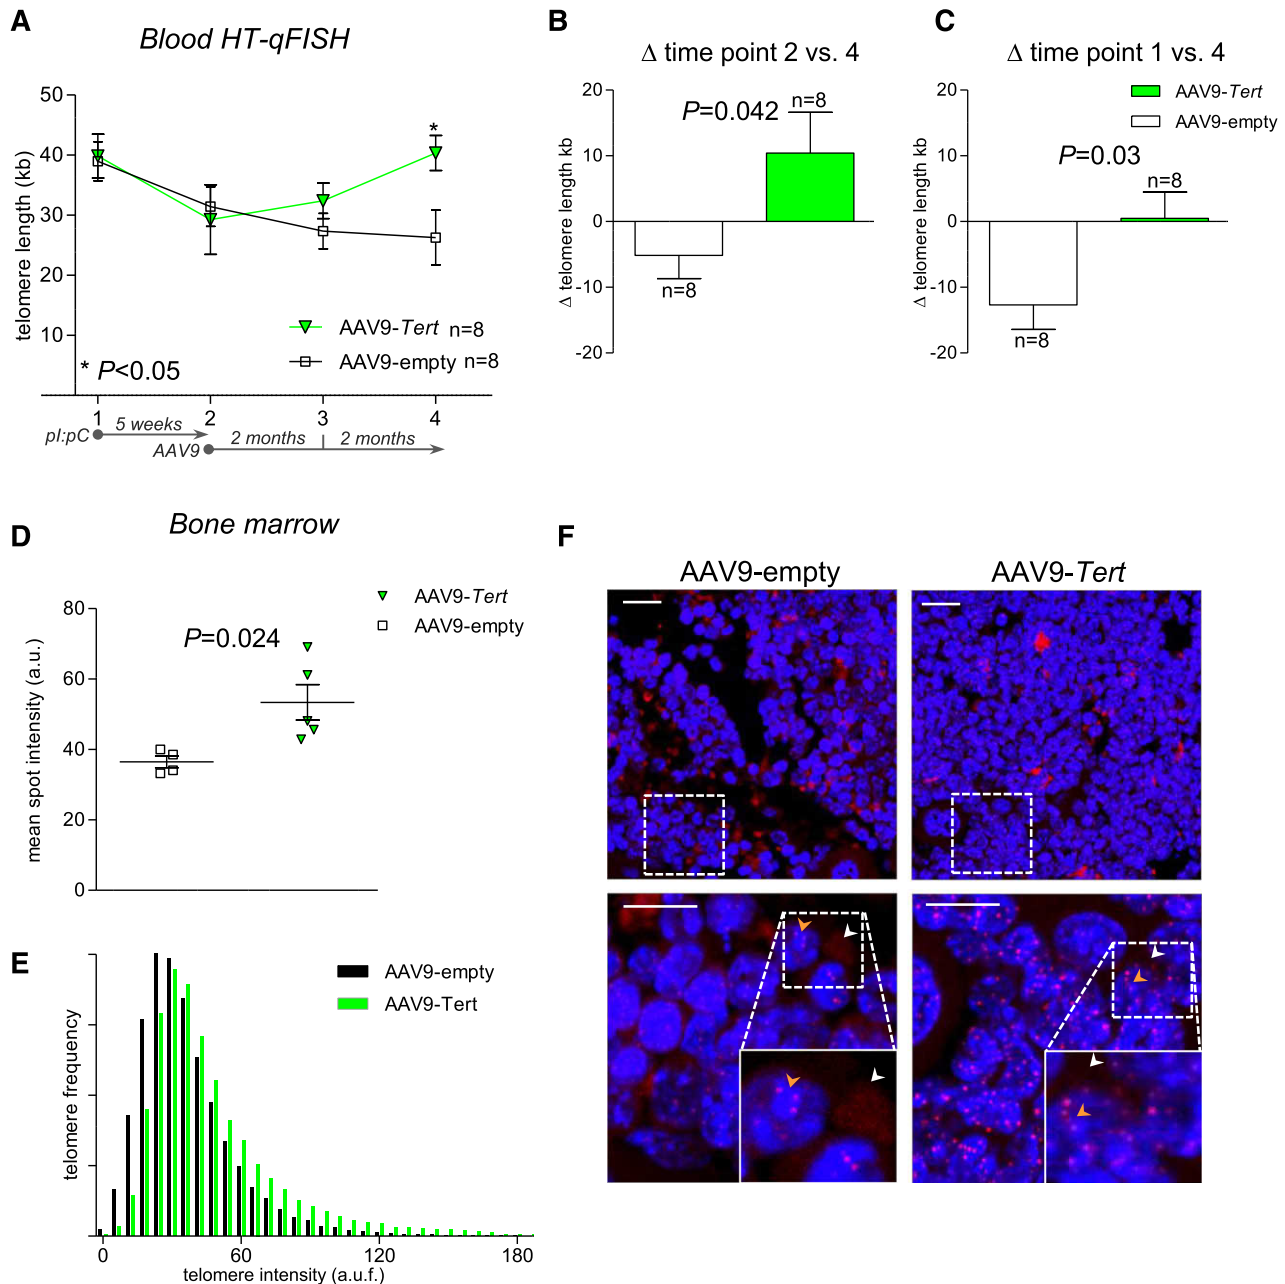 A
Blood HT-qFISH
telomere length (kb)
50
40
30
20
10
*
AAV9-Tert n=8
AAV9-empty n=8
* P<0.05
1 2 3 4
pI:pC 5 weeks
AAV9 2 months 2 months
B
Δ time point 2 vs. 4
Δ telomere length kb
20
10
0
-10
-20
P=0.042
n=8
n=8
C
Δ time point 1 vs. 4
AAV9-Tert
AAV9-empty
Δ telomere length kb
20
10
0
-10
-20
P=0.03
n=8
n=8
D
Bone marrow
AAV9-Tert
AAV9-empty
mean spot intensity (a.u.)
80
60
40
20
0
P=0.024
E
AAV9-empty
AAV9-Tert
telomere frequency
0 60 120 180
telomere intensity (a.u.f.)
F
AAV9-empty
AAV9-Tert